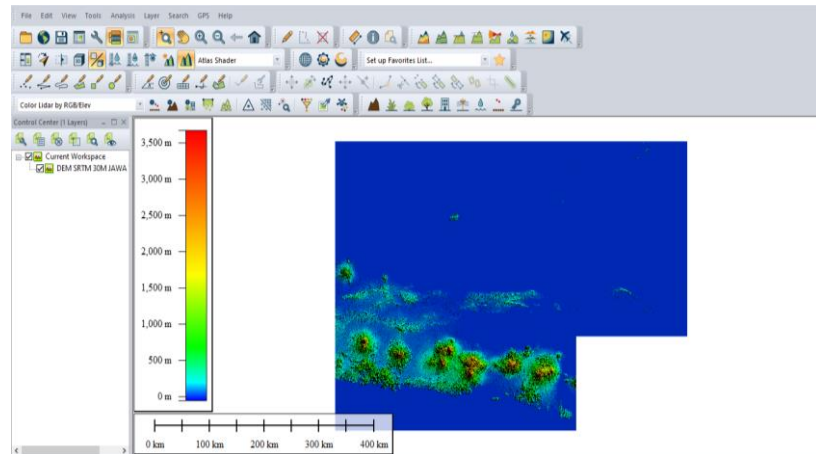 File Edit View Tools Analysis Layer Search GPS Help
Atlas Shader
Set up Favorites List...
Color Lidar by RGB/Elev
Control Center (1 Layers)
Current Workspace
DEM SRTM 30M JAWA
3,500 m
3,000 m
2,500 m
2,000 m
1,500 m
1,000 m
500 m
0 m
0 km 100 km 200 km 300 km 400 km